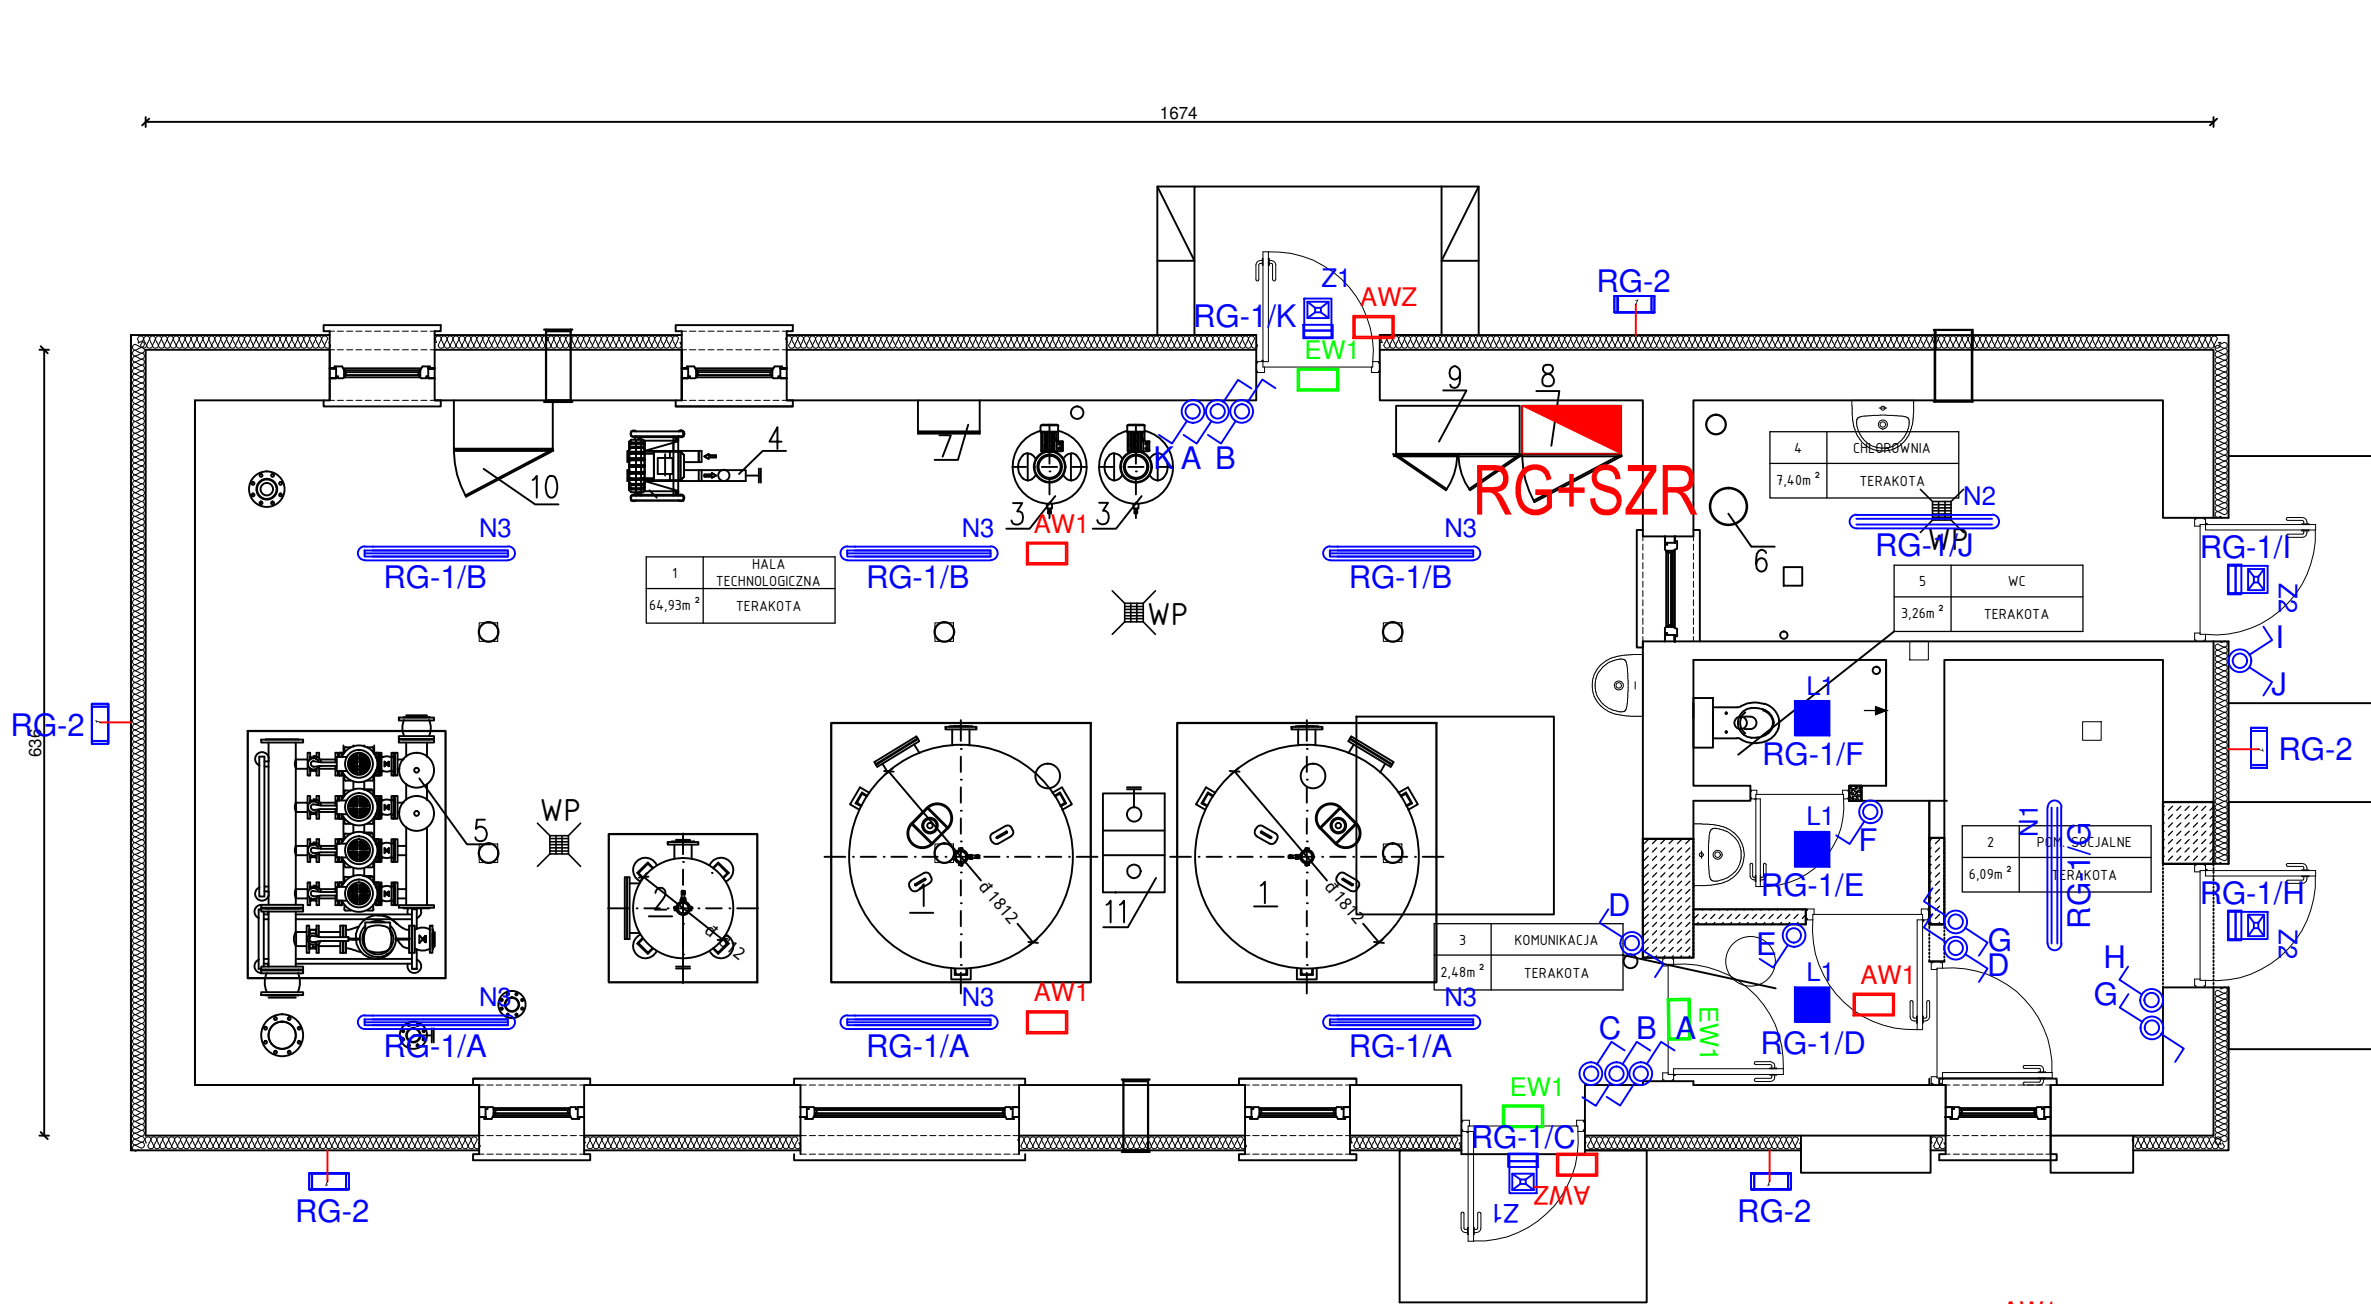 1674
RG-2
Z1
AWZ
RG-1/K
EW1
9
8
7
4
10
K A B
3
3
RG+SZR
4 CHLOROWNIA
7,40m² TERAKOTA
N2
WP
RG-1/J
6
N3
N3
AW1
N3
RG-1/B
RG-1/B
RG-1/B
1 HALA
TECHNOLOGICZNA
64,93m² TERAKOTA
WP
RG-1/I
Z2
5 WC
3,26m² TERAKOTA
I
J
RG-2
636
L1
RG-1/F
RG-2
WP
5
L1
F
RG-1/E
N1
RG-1/G
2 POM. SOCJALNE
6,09m² TERAKOTA
RG-1/H
Z2
2
1
đ1812
11
1
đ1812
D
3 KOMUNIKACJA
2,48m² TERAKOTA
E
G
D
H
G
L1
AW1
RG-1/D
N3
N3
AW1
N3
RG-1/A
RG-1/A
RG-1/A
C B A
EW1
EW1
RG-1/C
AWZ
Z1
RG-2
RG-2